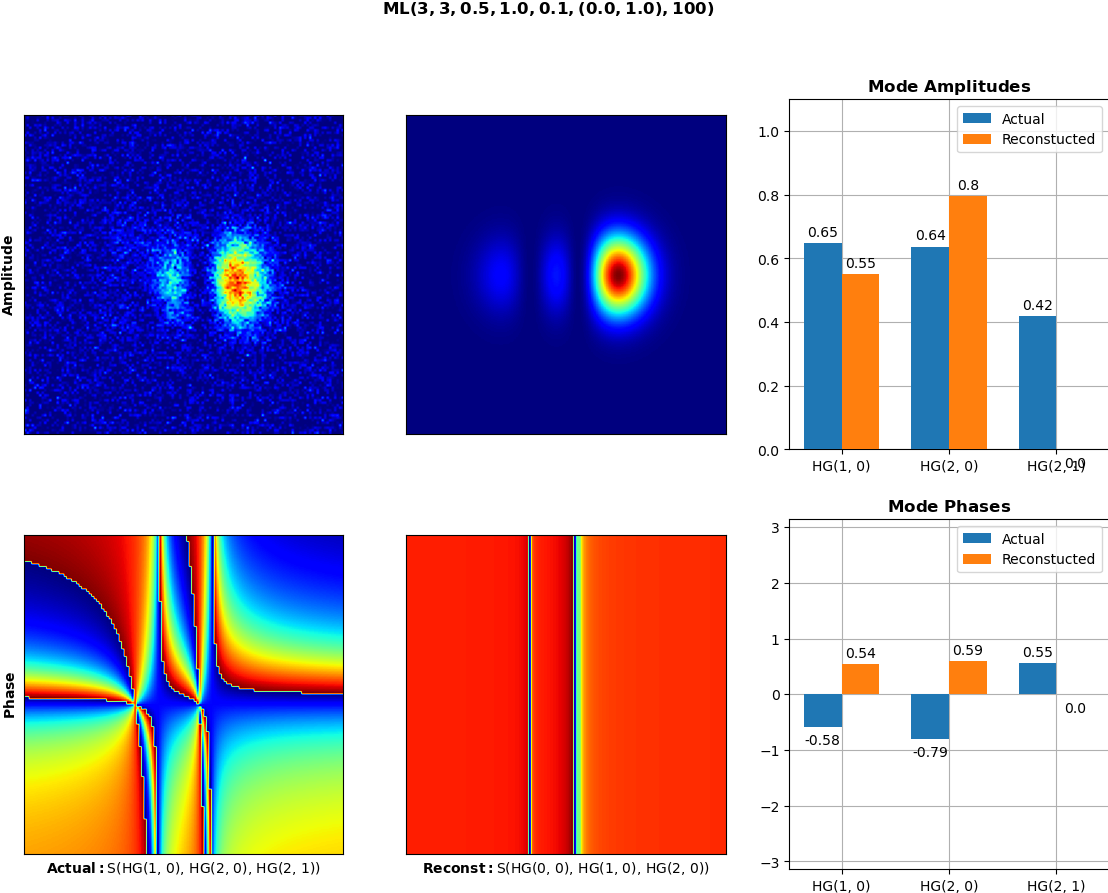 ML(3, 3, 0.5, 1.0, 0.1, (0.0, 1.0), 100)
Amplitude
Mode Amplitudes
Actual
Reconstucted
1.0
0.8
0.6
0.4
0.2
0.0
0.65
0.55
0.64
0.8
0.42
0.0
HG(1, 0)
HG(2, 0)
HG(2, 1)
Phase
Actual: S(HG(1, 0), HG(2, 0), HG(2, 1))
Reconst: S(HG(0, 0), HG(1, 0), HG(2, 0))
Mode Phases
Actual
Reconstucted
3
2
1
0
−1
−2
−3
-0.58
0.54
-0.79
0.59
0.55
0.0
HG(1, 0)
HG(2, 0)
HG(2, 1)